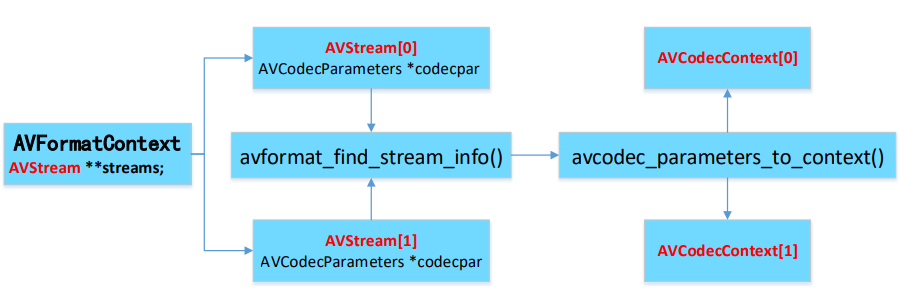 AVFormatContext
AVStream **streams;
AVStream[0]
AVCodecParameters *codecpar
avformat_find_stream_info()
AVStream[1]
AVCodecParameters *codecpar
avcodec_parameters_to_context()
AVCodecContext[0]
AVCodecContext[1]